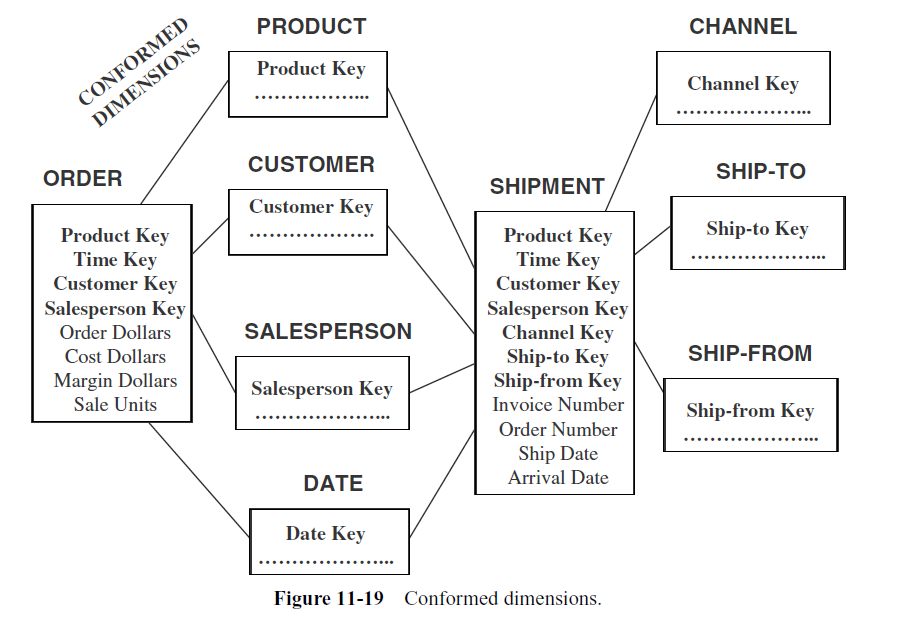 CONFORMED
DIMENSIONS
PRODUCT
Product Key
……………...
CUSTOMER
Customer Key
……………….
SALESPERSON
Salesperson Key
………………...
DATE
Date Key
………………...
ORDER
Product Key
Time Key
Customer Key
Salesperson Key
Order Dollars
Cost Dollars
Margin Dollars
Sale Units
SHIPMENT
Product Key
Time Key
Customer Key
Salesperson Key
Channel Key
Ship-to Key
Ship-from Key
Invoice Number
Order Number
Ship Date
Arrival Date
CHANNEL
Channel Key
………………...
SHIP-TO
Ship-to Key
………………...
SHIP-FROM
Ship-from Key
………………...
Figure 11-19 Conformed dimensions.